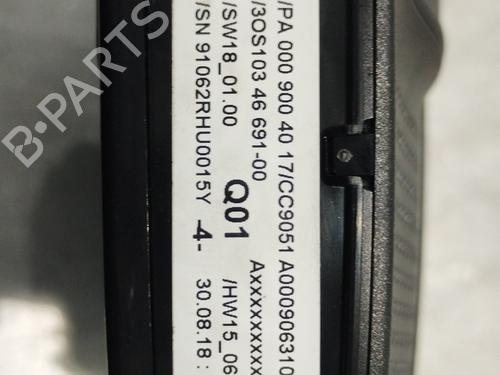 /PA 000 900 40 17/CC9051 A000906310
/3OS103 46 691-00 Axxxxxxxxx
/SW18_01.00 Q01 /HW15_06
/SN 91062RHU0015Y -4- 30.08.18 :
B-PARTS